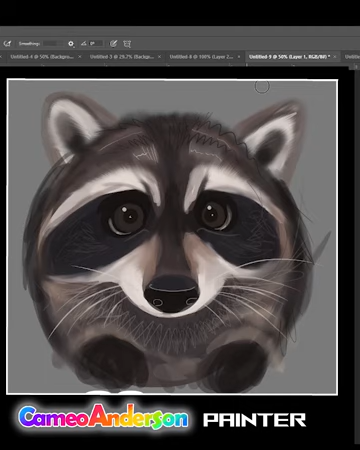 Smoothing:
Untitled-4 @ 50% (Backgro... ×
Untitled-3 @ 29.7% (Backgr... ×
Untitled-8 @ 100% (Layer 2...
Untitled-9 @ 50% (Layer 1, RGB/8#) * ×
CameoAnderson PAINTER